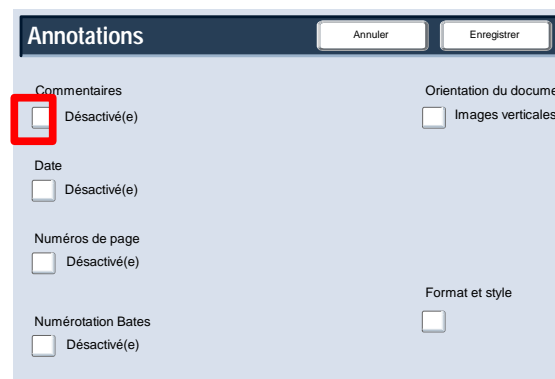 Annotations
Annuler
Enregistrer
Commentaires
Désactivé(e)
Date
Désactivé(e)
Numéros de page
Désactivé(e)
Numérotation Bates
Désactivé(e)
Orientation du docume
Images verticales
Format et style